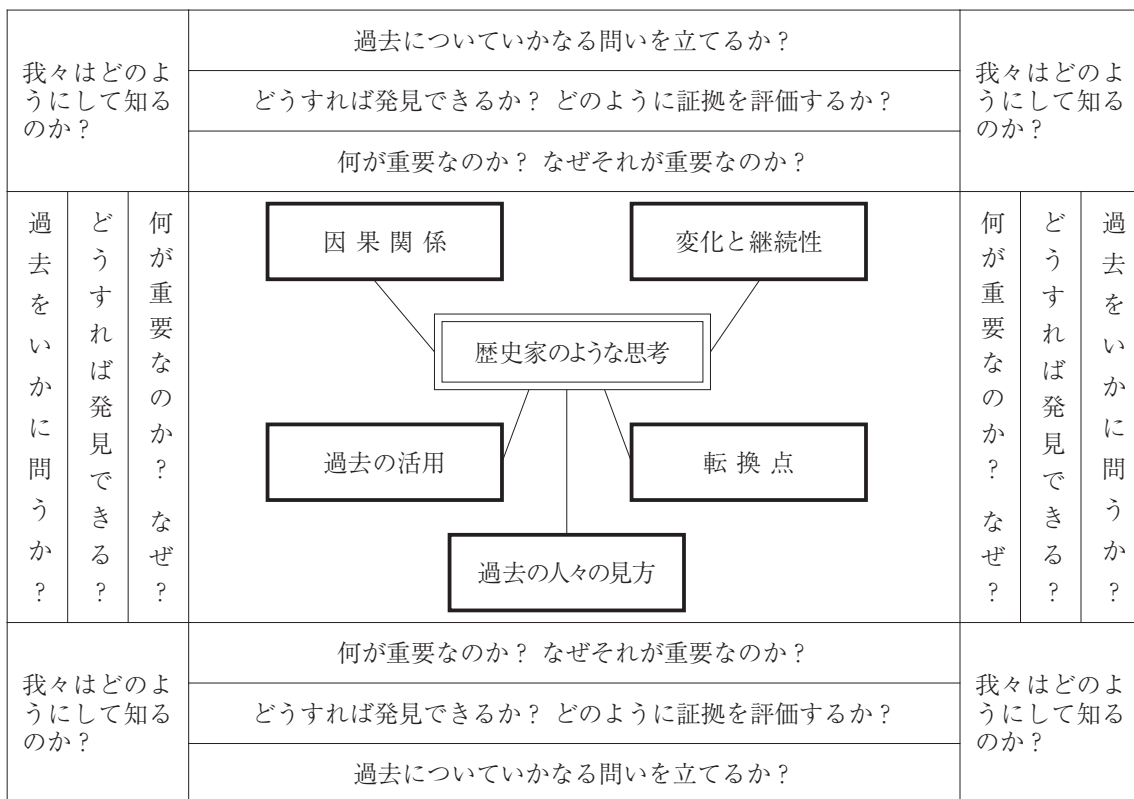 我々はどのよ
うにして知る
のか？
過去についていかなる問いを立てるか？
どうすれば発見できるか？ どのように証拠を評価するか？
何が重要なのか？ なぜそれが重要なのか？
我々はどのよ
うにして知る
のか？
過去をいかに問うか？
どうすれば発見できる？
何が重要なのか？ なぜ？
因果関係
変化と継続性
歴史家のような思考
過去の活用
転換点
過去の人々の見方
何が重要なのか？ なぜ？
どうすれば発見できる？
過去をいかに問うか？
我々はどのよ
うにして知る
のか？
何が重要なのか？ なぜそれが重要なのか？
どうすれば発見できるか？ どのように証拠を評価するか？
過去についていかなる問いを立てるか？
我々はどのよ
うにして知る
のか？